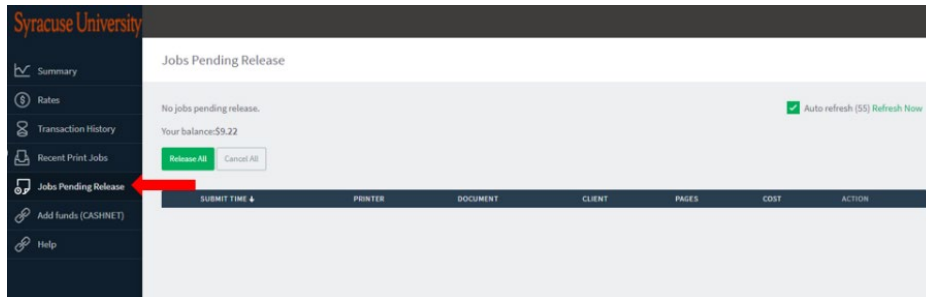 Syracuse University
Summary
Rates
Transaction History
Recent Print Jobs
Jobs Pending Release
Add funds (CASHNET)
Help
Jobs Pending Release
No jobs pending release.
Auto refresh (55) Refresh Now
Your balance:$9.22
Release All Cancel All
SUBMIT TIME PRINTER DOCUMENT CLIENT PAGES COST ACTION